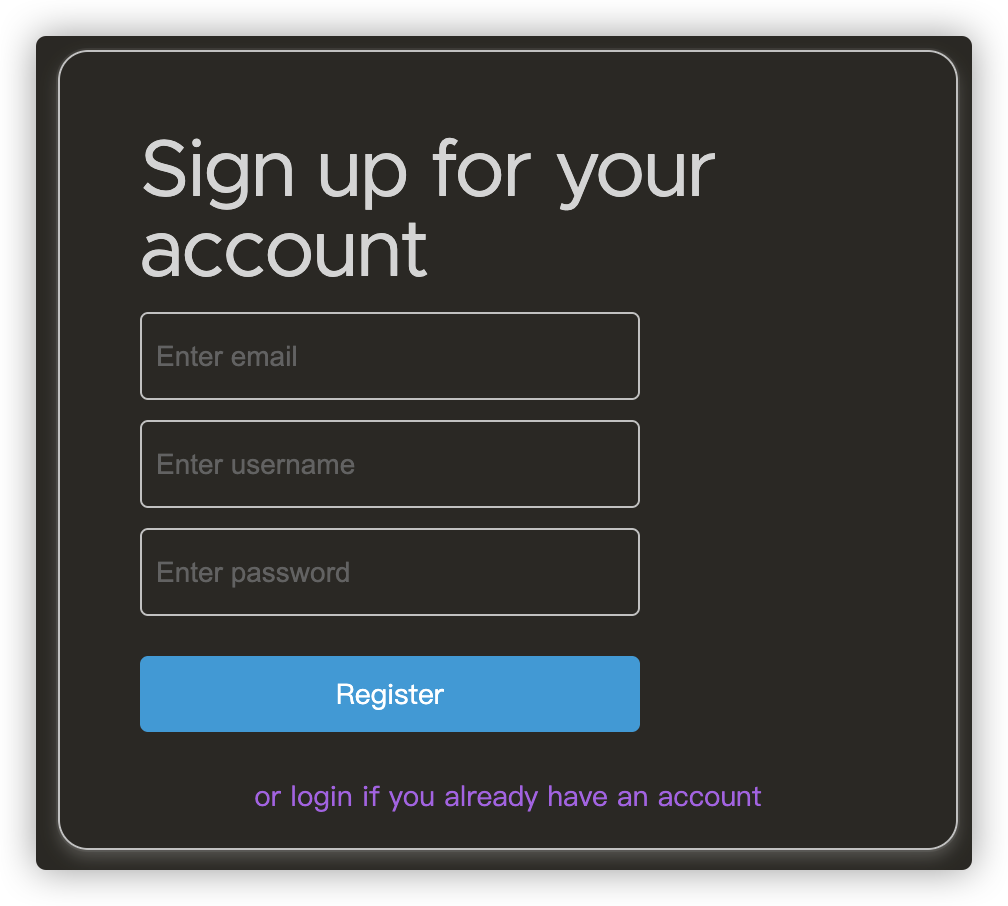 Sign up for your
account
Enter email
Enter username
Enter password
Register
or login if you already have an account